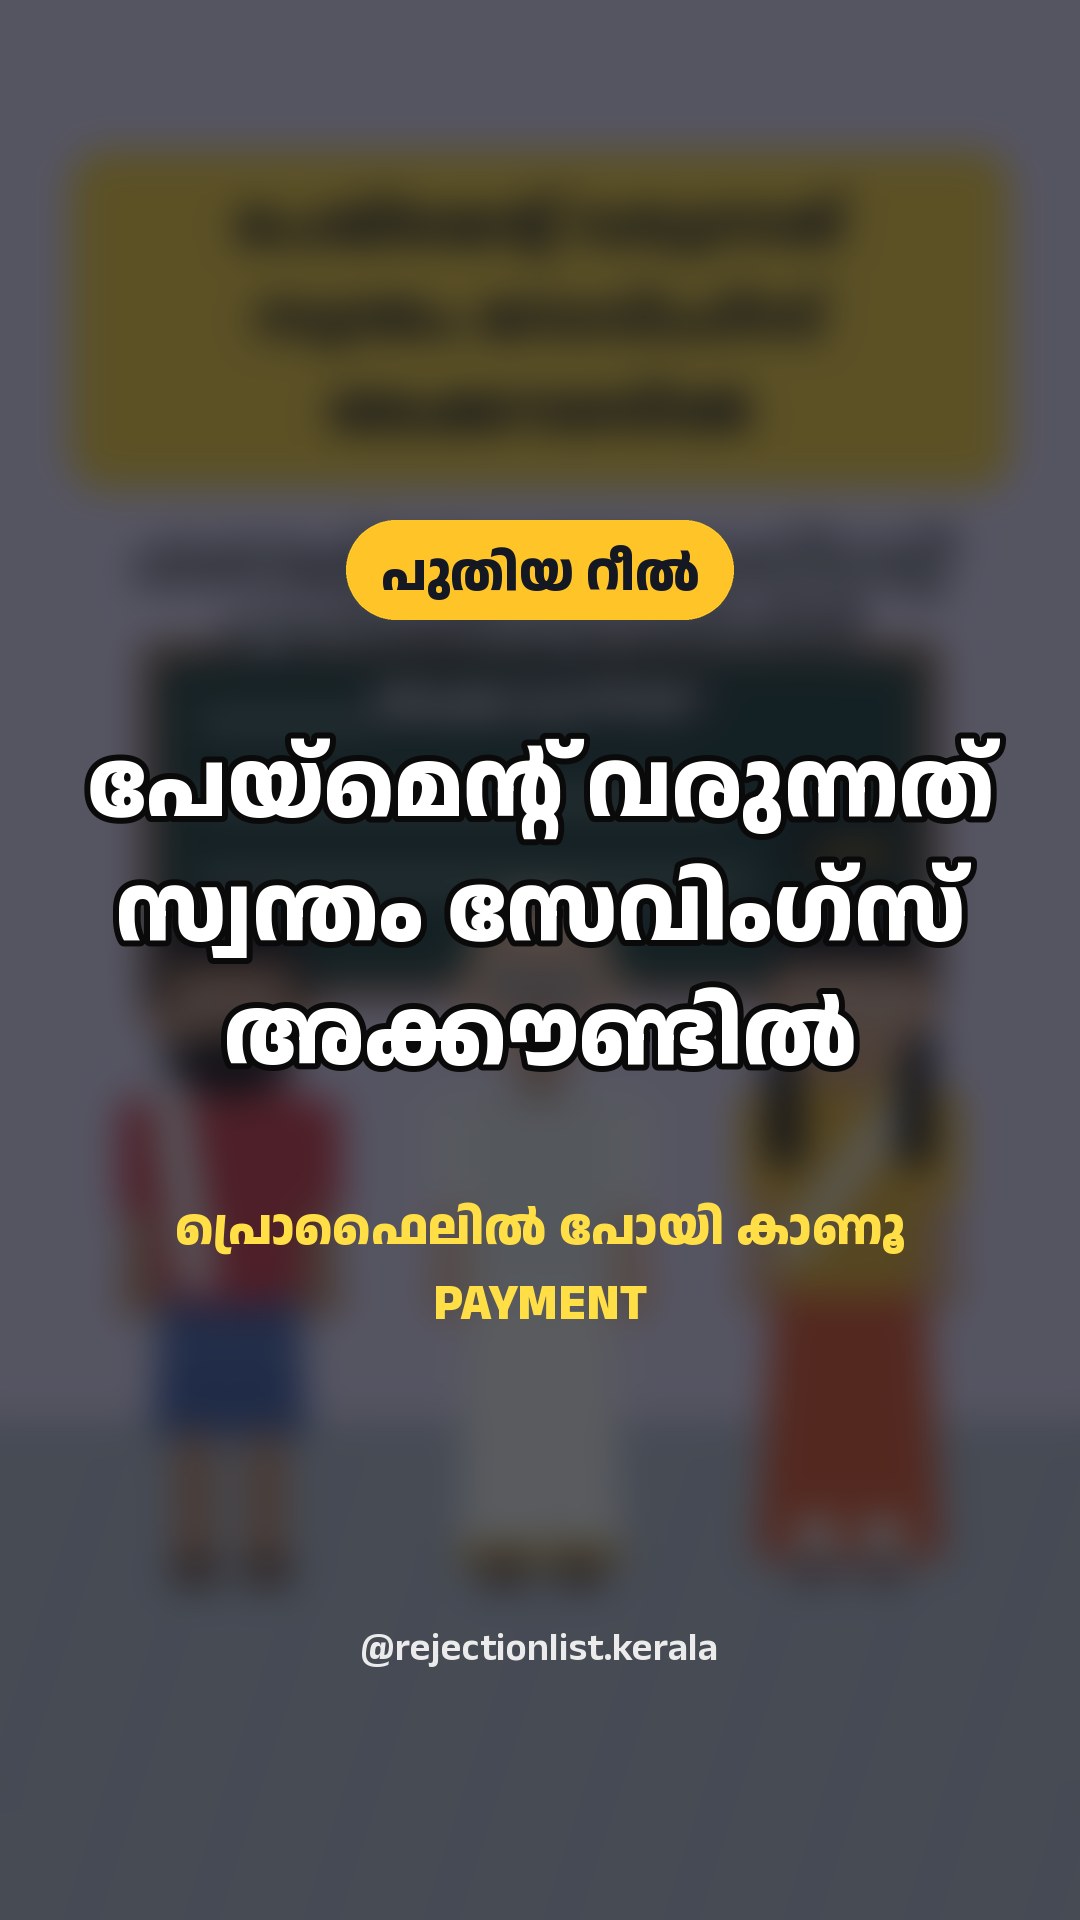 പുതിയ റീൽ
പേയ്മെന്റ് വരുന്നത്
സ്വന്തം സേവിംഗ്സ്
അക്കൗണ്ടിൽ
പ്രൊഫൈലിൽ പോയി കാണൂ
PAYMENT
@rejectionlist.kerala